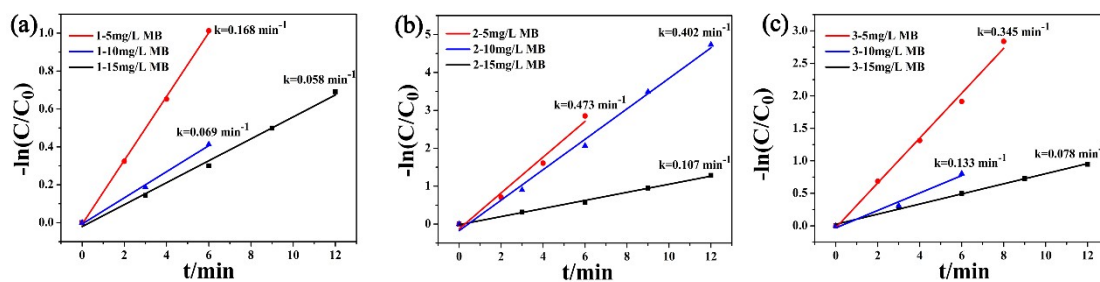 (a)
1-5mg/L MB
1-10mg/L MB
1-15mg/L MB
k=0.168 min-1
k=0.058 min-1
k=0.069 min-1
-ln(C/C0)
1.0
0.8
0.6
0.4
0.2
0.0
0 2 4 6 8 10 12
t/min
(b)
2-5mg/L MB
2-10mg/L MB
2-15mg/L MB
k=0.402 min-1
k=0.473 min-1
k=0.107 min-1
-ln(C/C0)
5
4
3
2
1
0
0 2 4 6 8 10 12
t/min
(c)
3-5mg/L MB
3-10mg/L MB
3-15mg/L MB
k=0.345 min-1
k=0.133 min-1
k=0.078 min-1
-ln(C/C0)
3.0
2.5
2.0
1.5
1.0
0.5
0.0
0 2 4 6 8 10 12
t/min